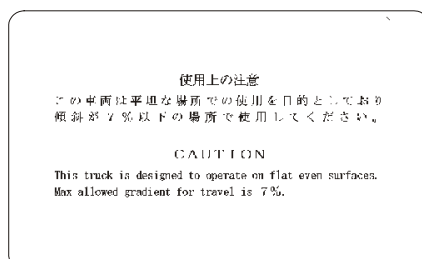 使用上の注意
この車両は平坦な場所での使用を目的としており
傾斜が7%以下の場所で使用してください。
CAUTION
This truck is designed to operate on flat even surfaces.
Max allowed gradient for travel is 7%.